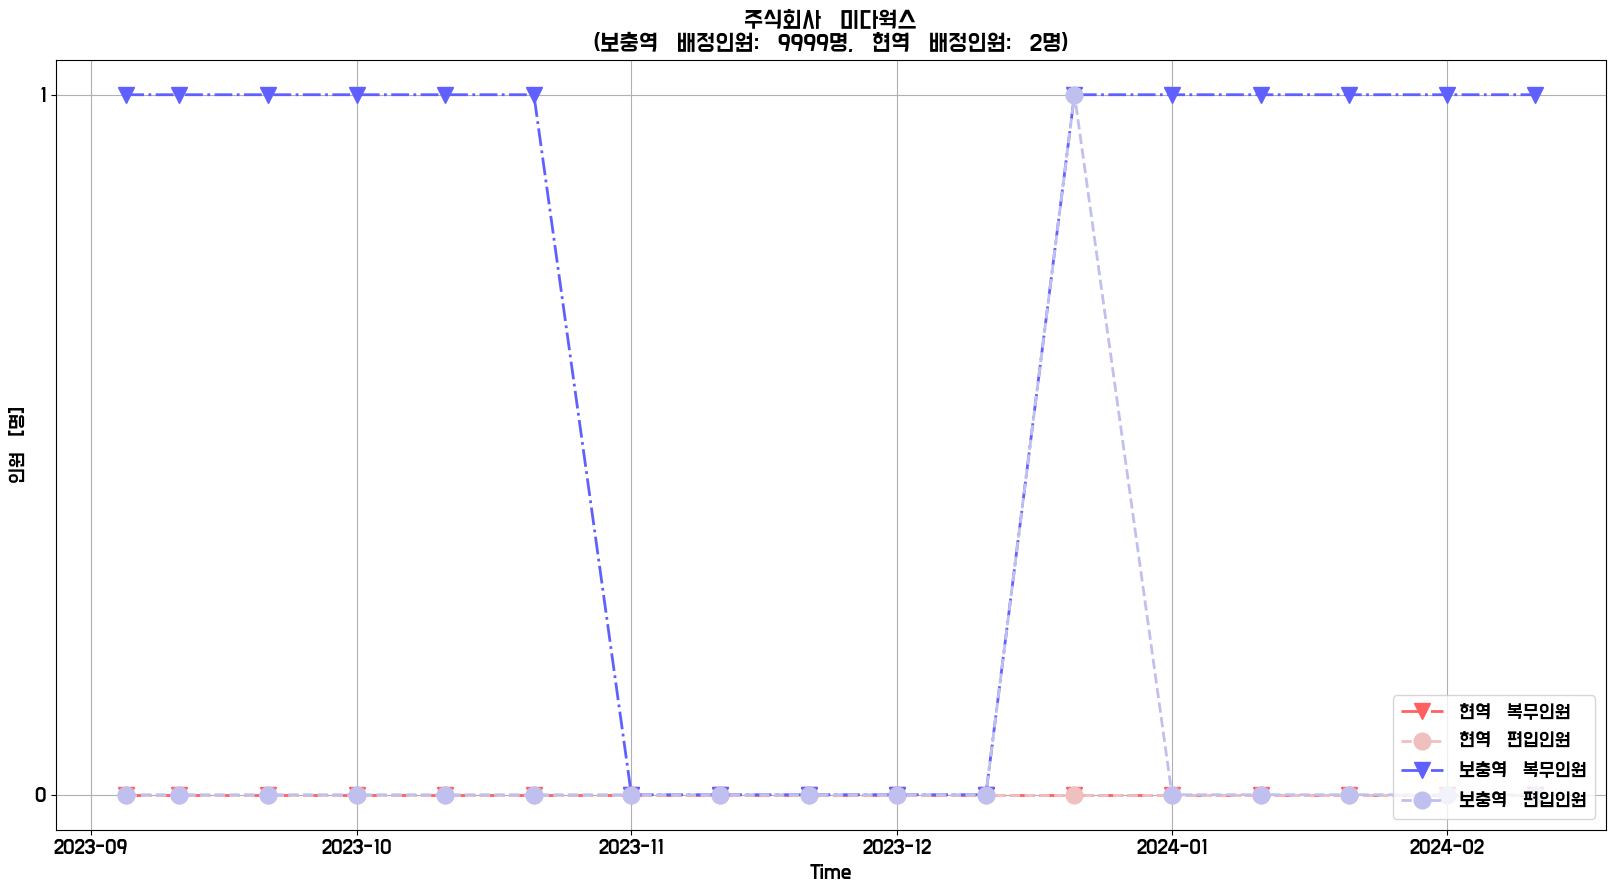 주식회사 미다웍스
(보충역 배정인원: 9999명, 현역 배정인원: 2명)
1
0
인원 [명]
2023-09 2023-10 2023-11 2023-12 2024-01 2024-02
Time
현역 복무인원
현역 편입인원
보충역 복무인원
보충역 편입인원